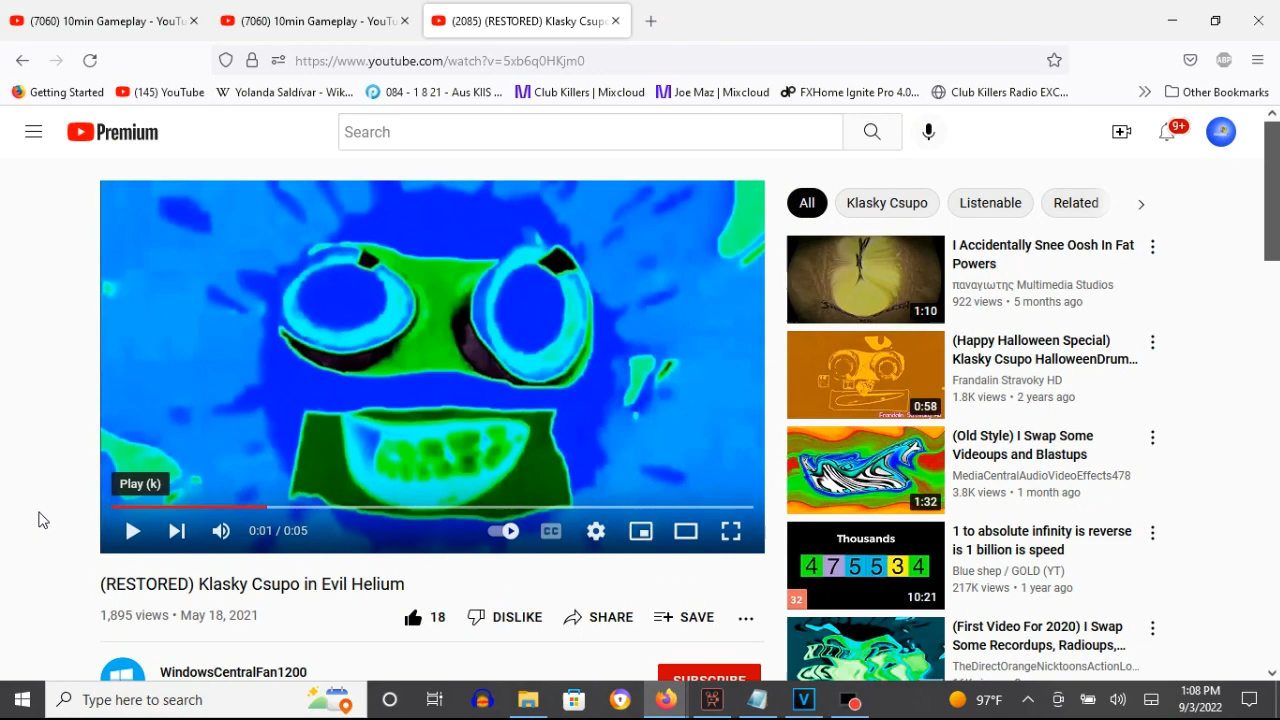 (7060) 10min Gameplay - YouTu
(7060) 10min Gameplay - YouTu
(2085) (RESTORED) Klasky Csup
https://www.youtube.com/watch?v=5xb6q0HKjm0
ABP
Getting Started
(145) YouTube
Yolanda Saldívar - Wik...
084 - 1 8 21 - Aus KIIS ...
Club Killers | Mixcloud
Joe Maz | Mixcloud
FXHome Ignite Pro 4.0...
Club Killers Radio EXC...
Other Bookmarks
Premium
Search
9+
All
Klasky Csupo
Listenable
Related
I Accidentally Snee Oosh In Fat
Powers
παναγιωτης Multimedia Studios
922 views • 5 months ago
1:10
(Happy Halloween Special)
Klasky Csupo HalloweenDrum...
Frandalin Stravoky HD
1.8K views • 2 years ago
0:58
Frandalin Stravoky HD
(Old Style) I Swap Some
Videoups and Blastups
MediaCentralAudioVideoEffects478
3.8K views • 1 month ago
1:32
1 to absolute infinity is reverse
is 1 billion is speed
Blue shep / GOLD (YT)
217K views • 1 year ago
Thousands
475534
32
10:21
(First Video For 2020) I Swap
Some Recordups, Radioups,...
TheDirectOrangeNicktoonsActionLo...
Play (k)
0:01 / 0:05
CC
(RESTORED) Klasky Csupo in Evil Helium
1,895 views • May 18, 2021
18
DISLIKE
SHARE
SAVE
WindowsCentralFan1200
SUBSCRIBE
Type here to search
V
97°F
1:08 PM
9/3/2022